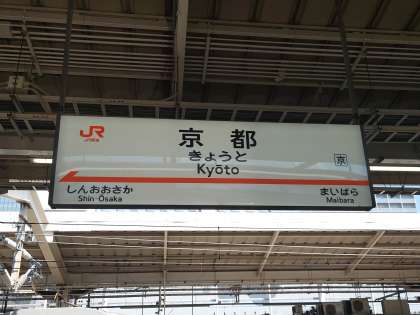 JR
JR東海
京都
きょうと
Kyōto
京
しんおおさか
Shin-Ōsaka
まいばら
Maibara